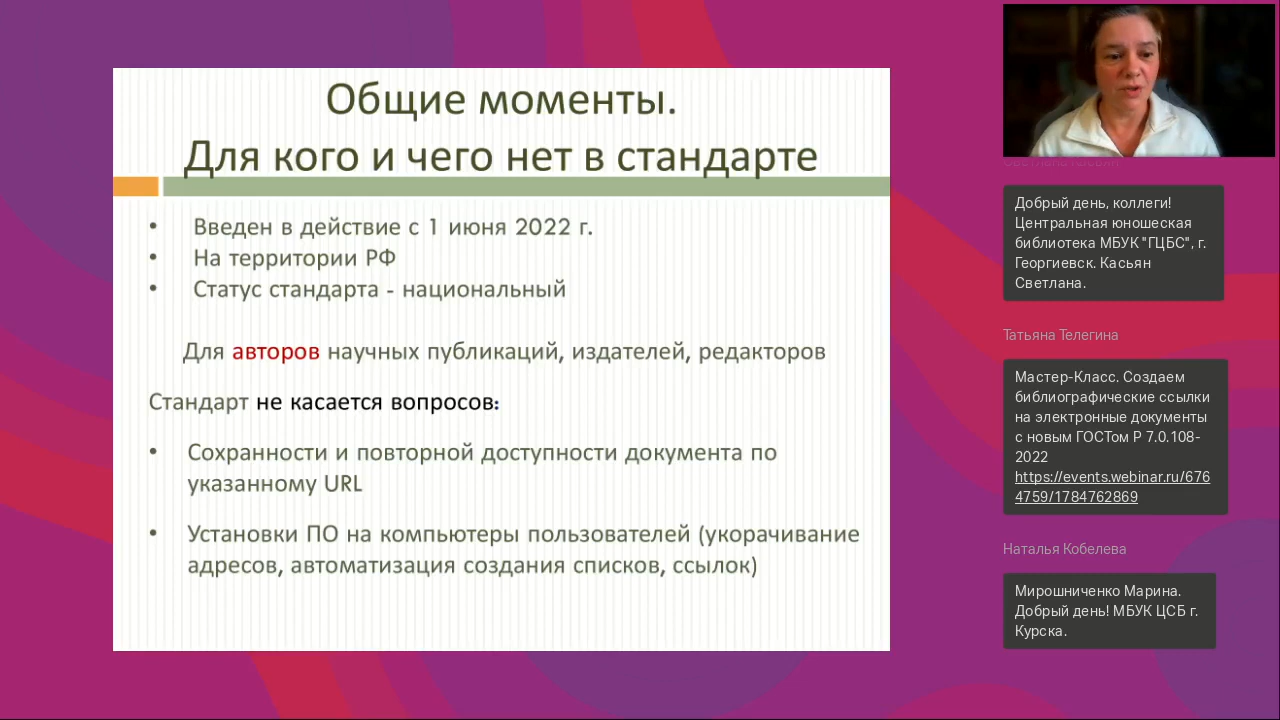 Общие моменты.
Для кого и чего нет в стандарте
• Введен в действие с 1 июня 2022 г.
• На территории РФ
• Статус стандарта - национальный
Для авторов научных публикаций, издателей, редакторов
Стандарт не касается вопросов:
• Сохранности и повторной доступности документа по
указанному URL
• Установки ПО на компьютеры пользователей (укорачивание
адресов, автоматизация создания списков, ссылок)
Добрый день, коллеги!
Центральная юношеская
библиотека МБУК "ГЦБС", г.
Георгиевск. Касьян
Светлана.
Татьяна Телегина
Мастер-Класс. Создаем
библиографические ссылки
на электронные документы
с новым ГОСТом Р 7.0.108-
2022
https://events.webinar.ru/676
4759/1784762869
Наталья Кобелева
Мирошниченко Марина.
Добрый день! МБУК ЦСБ г.
Курска.